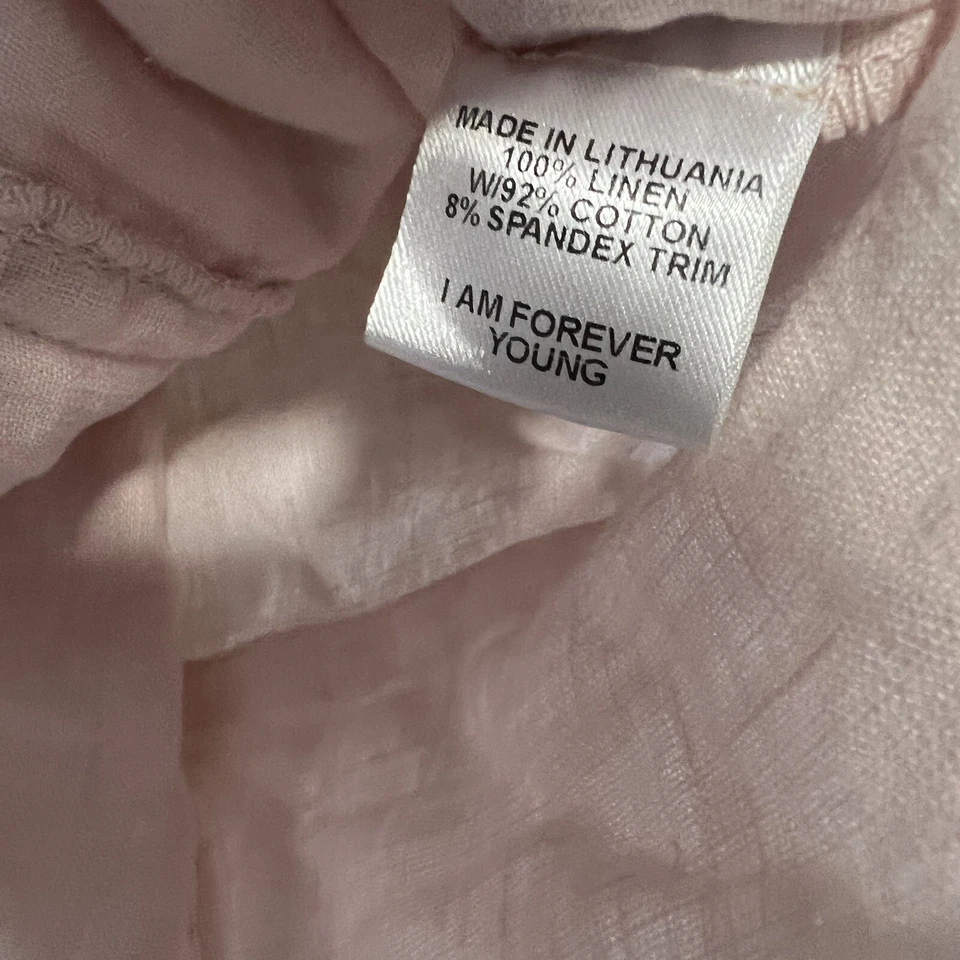 MADE IN LITHUANIA
100% LINEN
W/92% COTTON
8% SPANDEX TRIM
I AM FOREVER
YOUNG